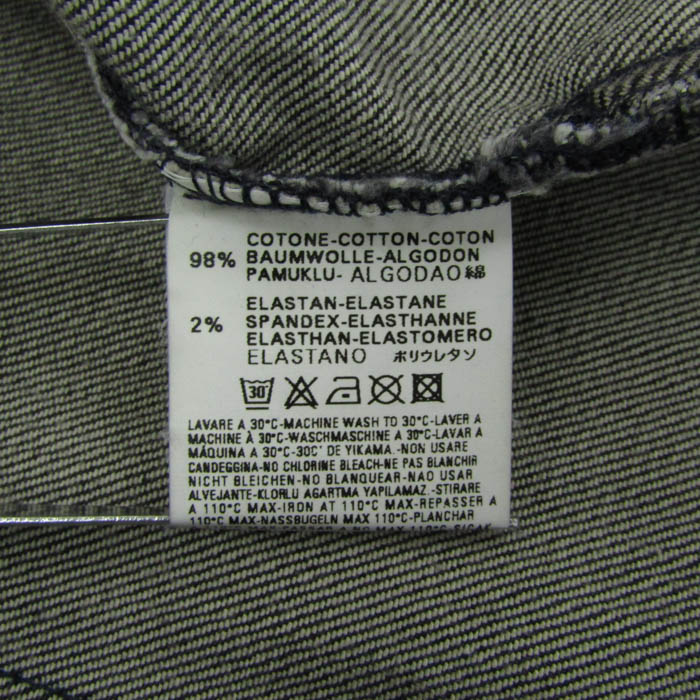 98%
COTONE-COTTON-COTON
BAUMWOLLE-ALGODON
PAMUKLU- ALGODAO 綿
2%
ELASTAN-ELASTANE
SPANDEX-ELASTHANNE
ELASTHAN-ELASTOMERO
ELASTANO ポリウレタン
30°
LAVARE A 30°C-MACHINE WASH TO 30°C-LAVER A
MACHINE À 30°C-WASCHMASCHINE A 30°C-LAVAR A
MÁQUINA A 30°C-30C' DE YIKAMA.-NON USARE
CANDEGGINA-NO CHLORINE BLEACH-NE PAS BLANCHIR
NICHT BLEICHEN-NO BLANQUEAR-NAO USAR
ALVEJANTE-KLORLU AGARTMA YAPILAMAZ.-STIRARE
A 110°C MAX-IRON AT 110°C MAX-REPASSER A
110°C MAX-NASSBUGELN MAX 110°C-PLANCHAR
MAX 110°C-